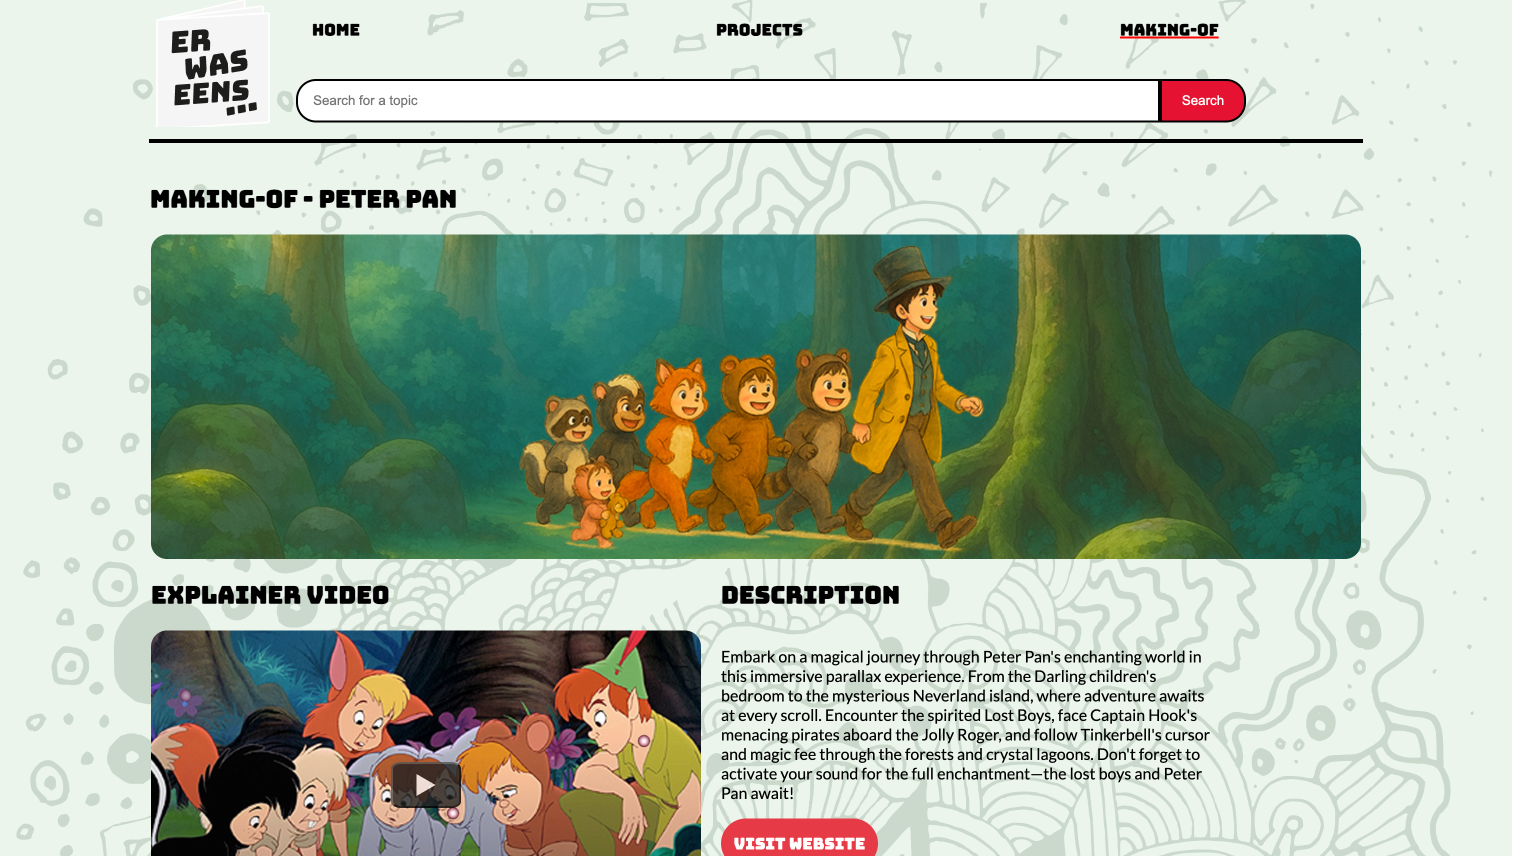 ER
WAS
EENS
...
HOME
PROJECTS
MAKING-OF
Search for a topic
Search
MAKING-OF - PETER PAN
EXPLAINER VIDEO
DESCRIPTION
Embark on a magical journey through Peter Pan's enchanting world in
this immersive parallax experience. From the Darling children's
bedroom to the mysterious Neverland island, where adventure awaits
at every scroll. Encounter the spirited Lost Boys, face Captain Hook's
menacing pirates aboard the Jolly Roger, and follow Tinkerbell's cursor
and magic fee through the forests and crystal lagoons. Don't forget to
activate your sound for the full enchantment—the lost boys and Peter
Pan await!
VISIT WEBSITE